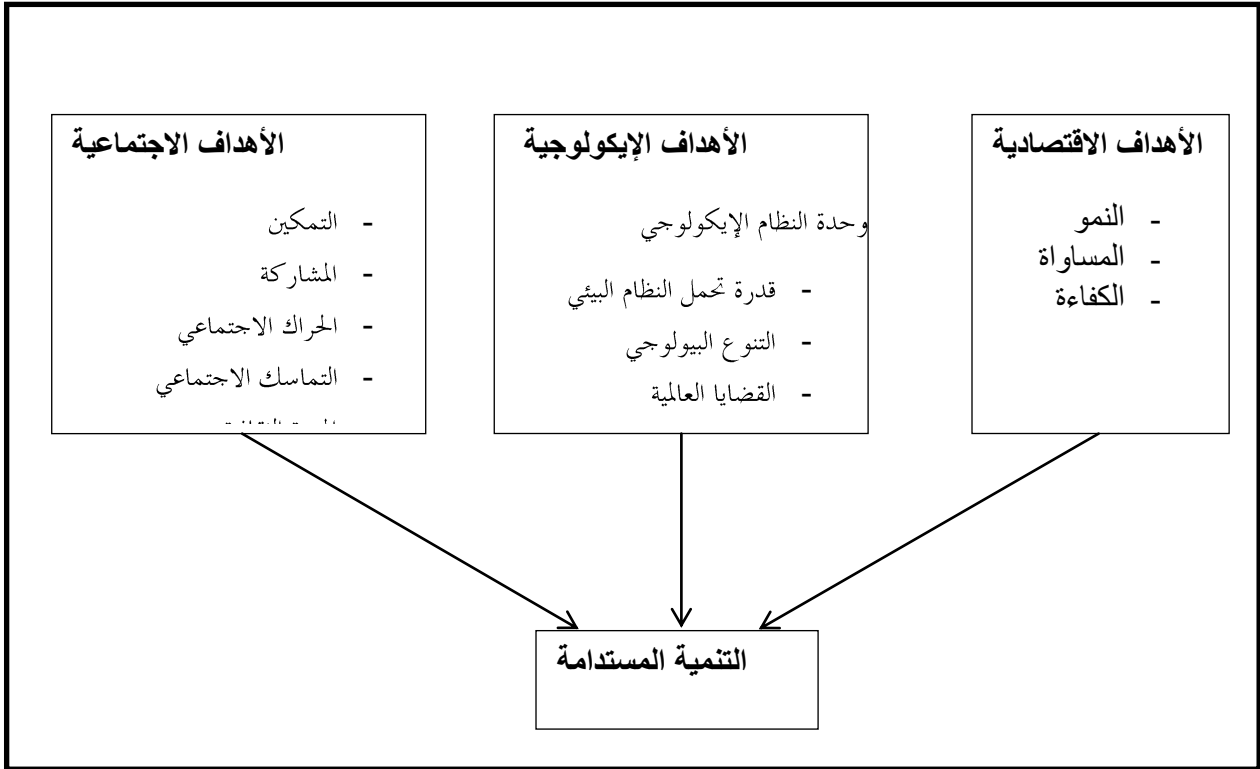 الأهداف الاقتصادية
- النمو
- المساواة
- الكفاءة
الأهداف الإيكولوجية
وحدة النظام الإيكولوجي
- قدرة تحمل النظام البيئي
- التنوع البيولوجي
- القضايا العالمية
الأهداف الاجتماعية
- التمكين
- المشاركة
- الحراك الاجتماعي
- التماسك الاجتماعي
التنمية المستدامة